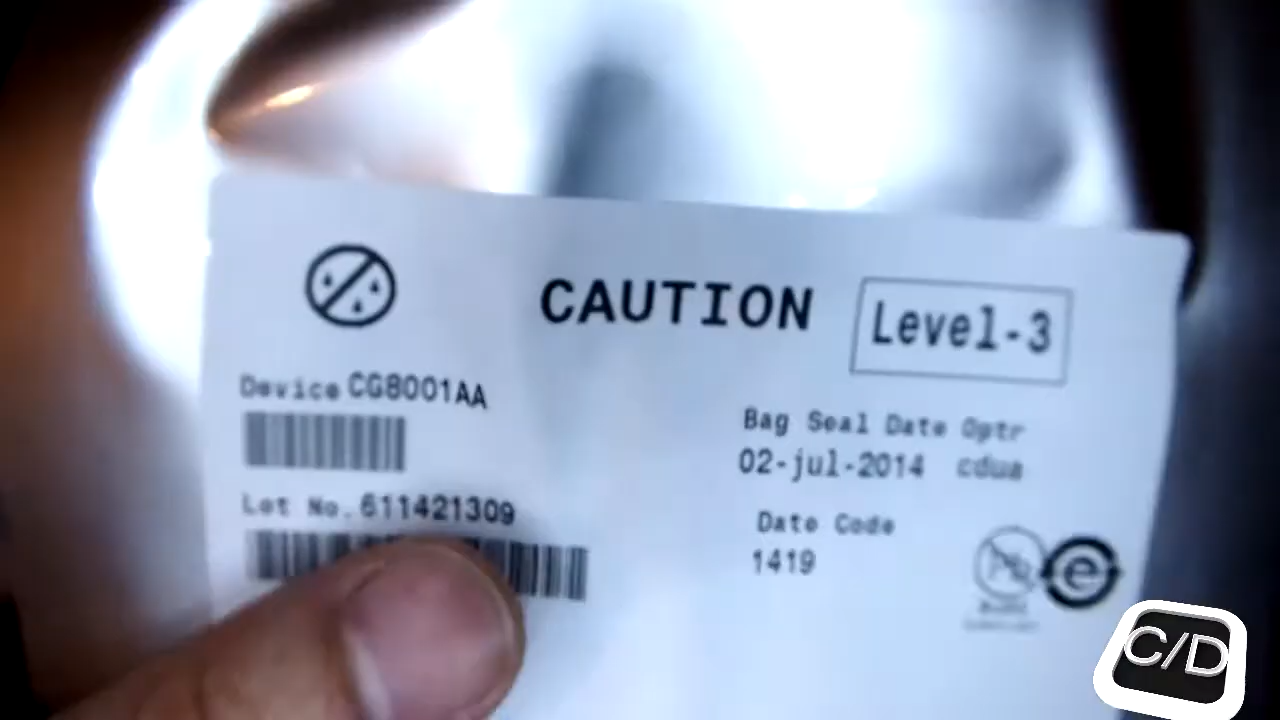 CAUTION
Level-3
Device CG8001AA
Lot No. 611421309
Bag Seal Date Optr
02-jul-2014 cdua
Date Code
1419
Pb
e
C/D